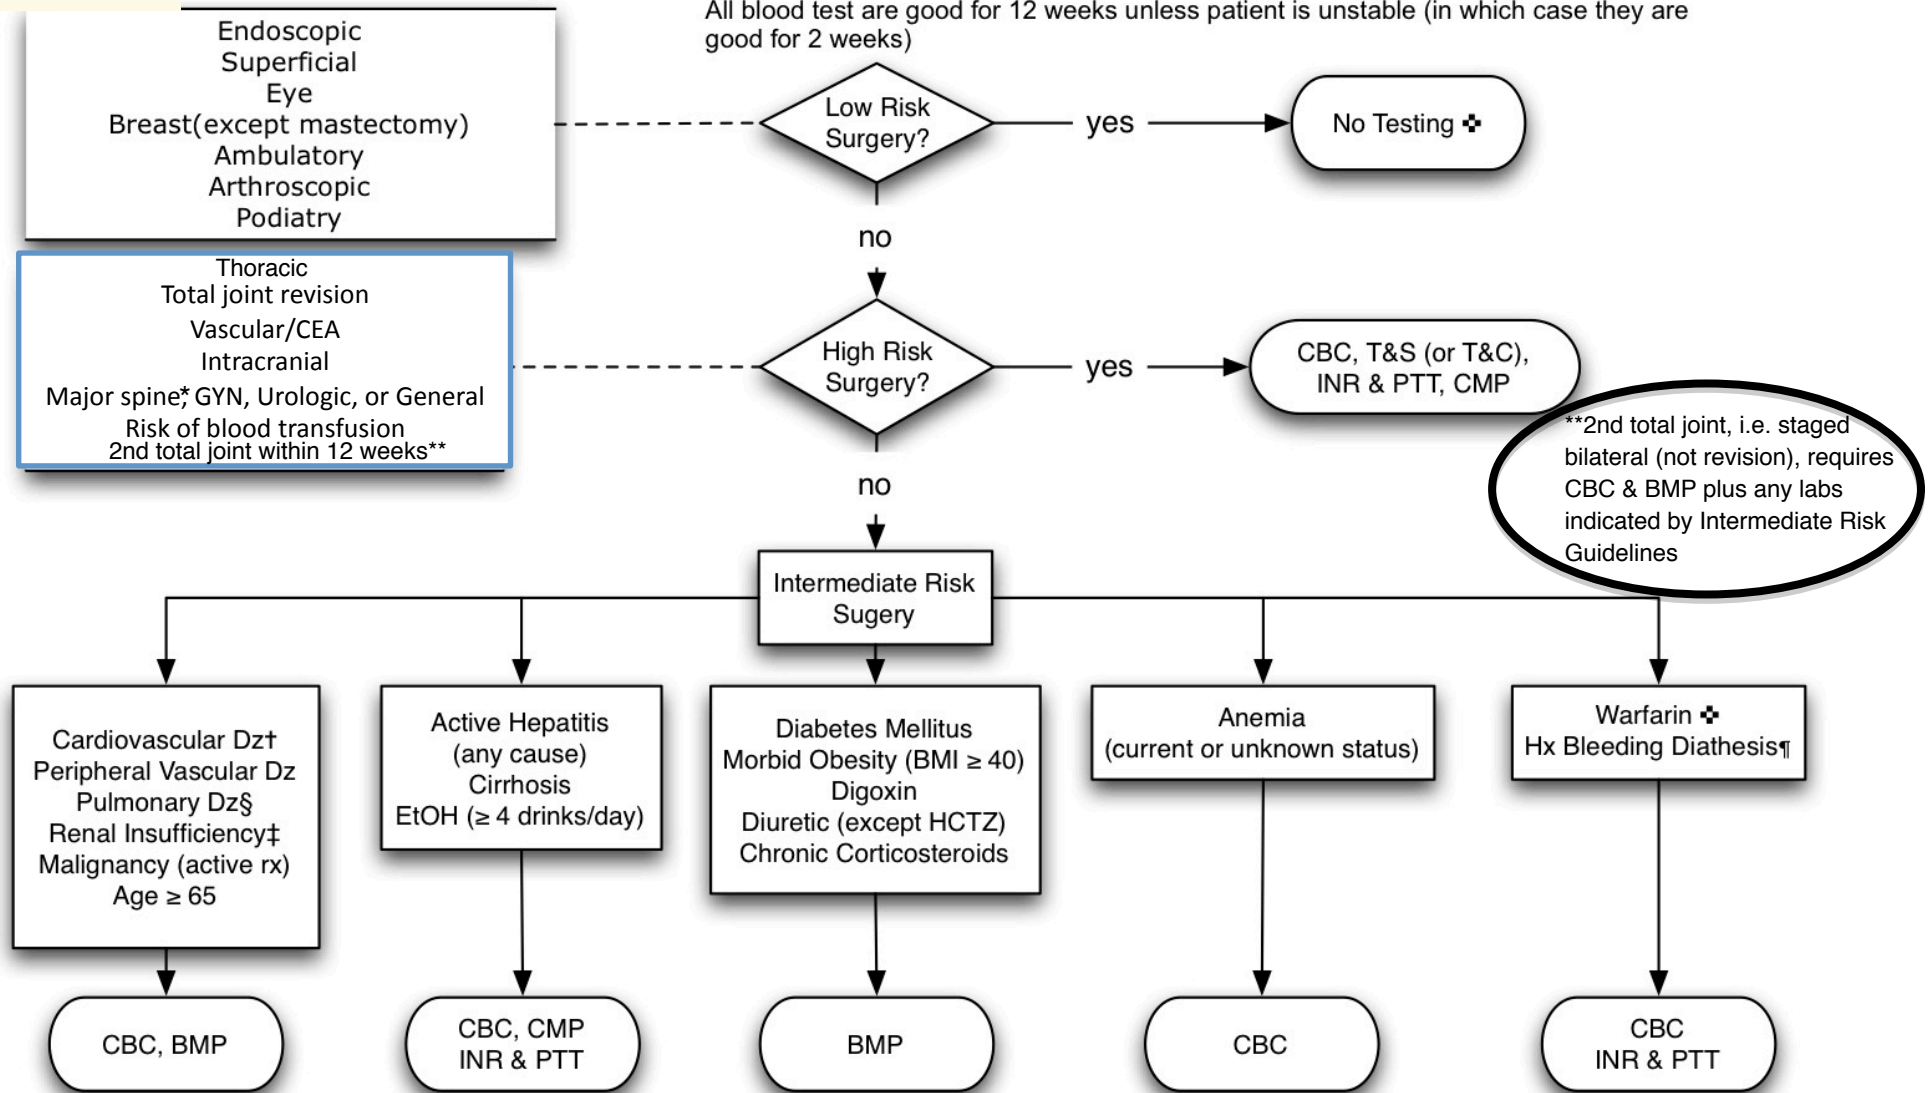 All blood test are good for 12 weeks unless patient is unstable (in which case they are
good for 2 weeks)
Endoscopic
Superficial
Eye
Breast(except mastectomy)
Ambulatory
Arthroscopic
Podiatry
Low Risk
Surgery?
yes
No Testing ✤
no
Thoracic
Total joint revision
Vascular/CEA
Intracranial
Major spine*, GYN, Urologic, or General
Risk of blood transfusion
2nd total joint within 12 weeks**
High Risk
Surgery?
yes
CBC, T&S (or T&C),
INR & PTT, CMP
**2nd total joint, i.e. staged
bilateral (not revision), requires
CBC & BMP plus any labs
indicated by Intermediate Risk
Guidelines
no
Intermediate Risk
Sugery
Cardiovascular Dz†
Peripheral Vascular Dz
Pulmonary Dz§
Renal Insufficiency‡
Malignancy (active rx)
Age ≥ 65
Active Hepatitis
(any cause)
Cirrhosis
EtOH (≥ 4 drinks/day)
Diabetes Mellitus
Morbid Obesity (BMI ≥ 40)
Digoxin
Diuretic (except HCTZ)
Chronic Corticosteroids
Anemia
(current or unknown status)
Warfarin ✤
Hx Bleeding Diathesis¶
CBC, BMP
CBC, CMP
INR & PTT
BMP
CBC
CBC
INR & PTT